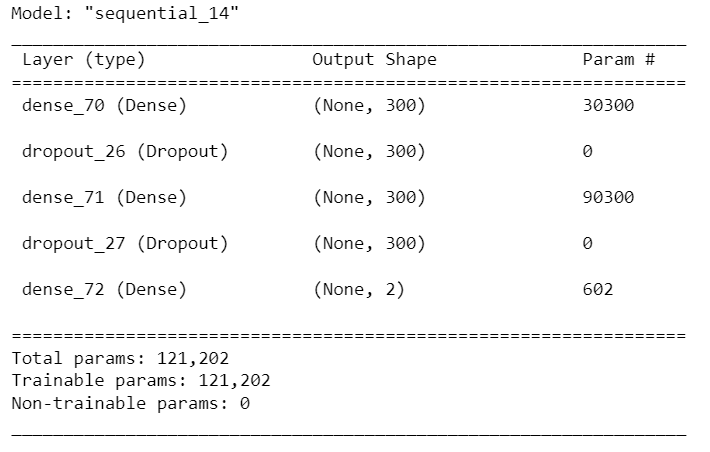 Model: "sequential_14"
_________________________________________________________________
Layer (type) Output Shape Param #
=================================================================
dense_70 (Dense) (None, 300) 30300
dropout_26 (Dropout) (None, 300) 0
dense_71 (Dense) (None, 300) 90300
dropout_27 (Dropout) (None, 300) 0
dense_72 (Dense) (None, 2) 602
=================================================================
Total params: 121,202
Trainable params: 121,202
Non-trainable params: 0
_________________________________________________________________